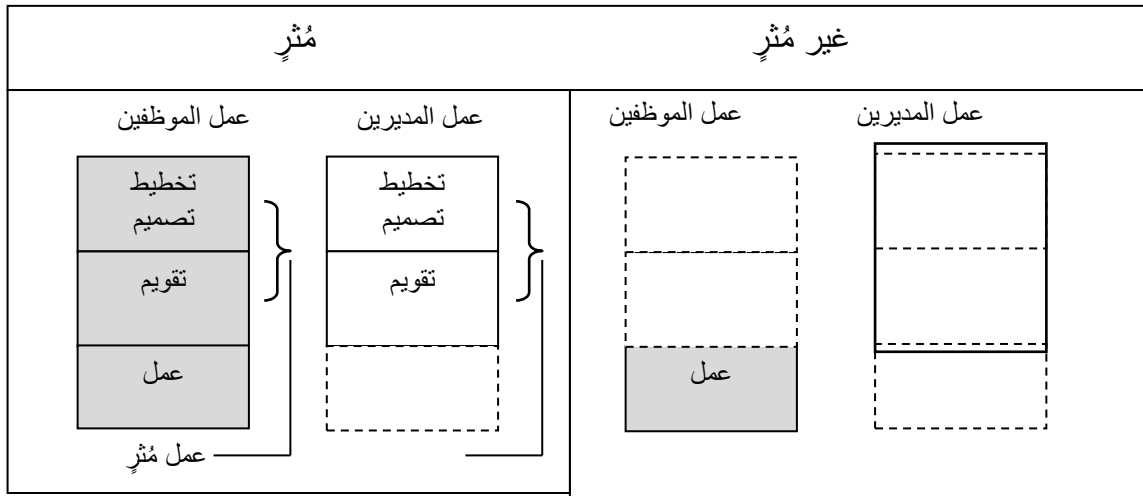 غير مُثرٍ
مُثرٍ
عمل المديرين
عمل الموظفين
عمل
عمل المديرين
عمل الموظفين
تخطيط
تصميم
تقويم
تخطيط
تصميم
تقويم
عمل
عمل مُثرٍ